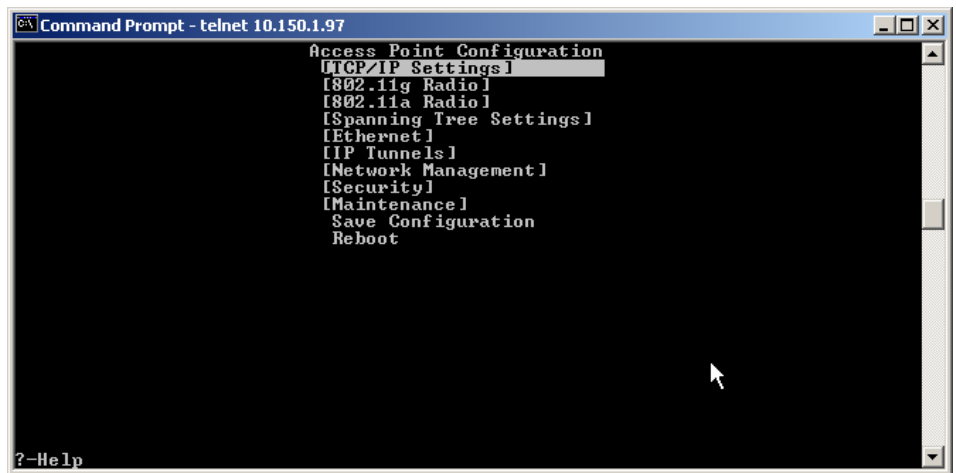 Command Prompt - telnet 10.150.1.97
Access Point Configuration
[TCP/IP Settings]
[802.11g Radio]
[802.11a Radio]
[Spanning Tree Settings]
[Ethernet]
[IP Tunnels]
[Network Management]
[Security]
[Maintenance]
Save Configuration
Reboot
?-Help